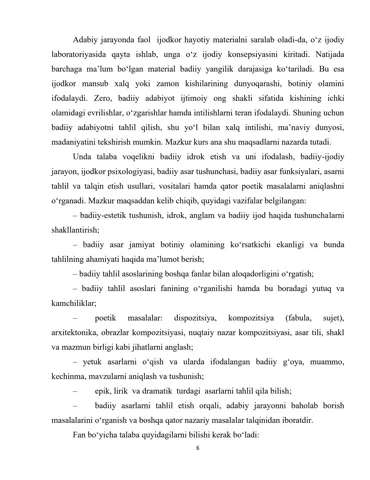 Adabiy jarayonda faol ijodkor hayotiy materialni saralab oladi-da, o‘z ijodiy
laboratoriyasida qayta ishlab, unga o‘z ijodiy konsepsiyasini kiritadi. Natijada
barchaga ma’lum bo‘lgan material badiiy yangilik darajasiga ko‘tariladi. Bu esa
ijodkor mansub xalq yoki zamon kishilarining dunyoqarashi, botiniy olamini
ifodalaydi. Zero, badiiy adabiyot ijtimoiy ong shakli sifatida kishining ichki
olamidagi evrilishlar, o‘zgarishlar hamda intilishlarni teran ifodalaydi. Shuning uchun
badiiy adabiyotni tahlil qilish, shu yo‘l bilan xalq intilishi, ma’naviy dunyosi,
madaniyatini tekshirish mumkin. Mazkur kurs ana shu maqsadlarni nazarda tutadi.
Unda talaba voqelikni badiiy idrok etish va uni ifodalash, badiiy-ijodiy
jarayon, ijodkor psixologiyasi, badiiy asar tushunchasi, badiiy asar funksiyalari, asarni
tahlil va talqin etish usullari, vositalari hamda qator poetik masalalarni aniqlashni
o‘rganadi. Mazkur maqsaddan kelib chiqib, quyidagi vazifalar belgilangan:
– badiiy-estetik tushunish, idrok, anglam va badiiy ijod haqida tushunchalarni
shakllantirish;
– badiiy asar jamiyat botiniy olamining ko‘rsatkichi ekanligi va bunda
tahlilning ahamiyati haqida ma’lumot berish;
– badiiy tahlil asoslarining boshqa fanlar bilan aloqadorligini o‘rgatish;
– badiiy tahlil asoslari fanining o‘rganilishi hamda bu boradagi yutuq va
kamchiliklar;
– poetik masalalar: dispozitsiya, kompozitsiya (fabula, sujet),
arxitektonika, obrazlar kompozitsiyasi, nuqtaiy nazar kompozitsiyasi, asar tili, shakl
va mazmun birligi kabi jihatlarni anglash;
– yetuk asarlarni o‘qish va ularda ifodalangan badiiy g‘oya, muammo,
kechinma, mavzularni aniqlash va tushunish;
– epik, lirik va dramatik turdagi asarlarni tahlil qila bilish;
– badiiy asarlarni tahlil etish orqali, adabiy jarayonni baholab borish
masalalarini o‘rganish va boshqa qator nazariy masalalar talqinidan iboratdir.
Fan bo‘yicha talaba quyidagilarni bilishi kerak bo‘ladi:
6